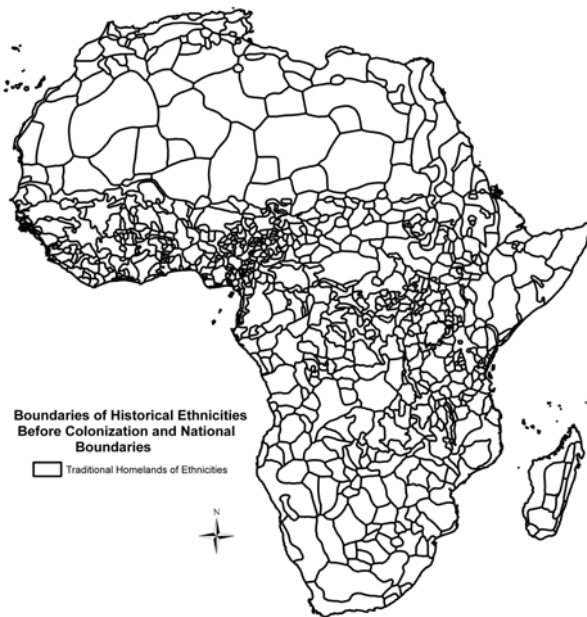 Boundaries of Historical Ethnicities
Before Colonization and National
Boundaries
Traditional Homelands of Ethnicities
N